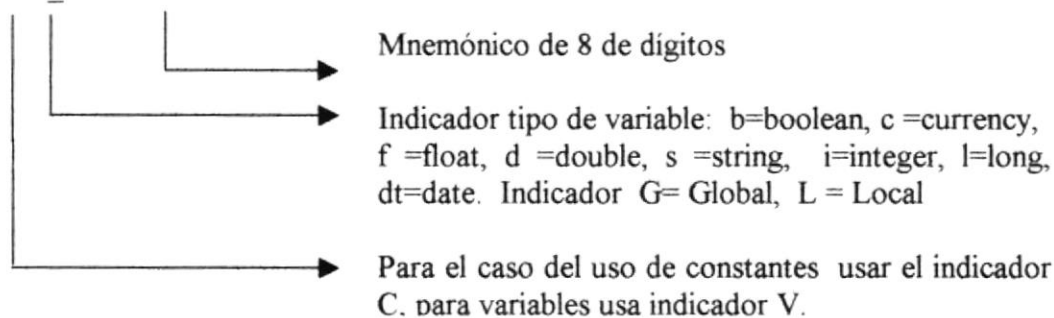 Mnemónico de 8 de dígitos
Indicador tipo de variable: b=boolean, c =currency,
f =float, d =double, s =string, i=integer, l=long,
dt=date. Indicador G= Global, L = Local
Para el caso del uso de constantes usar el indicador
C, para variables usa indicador V.